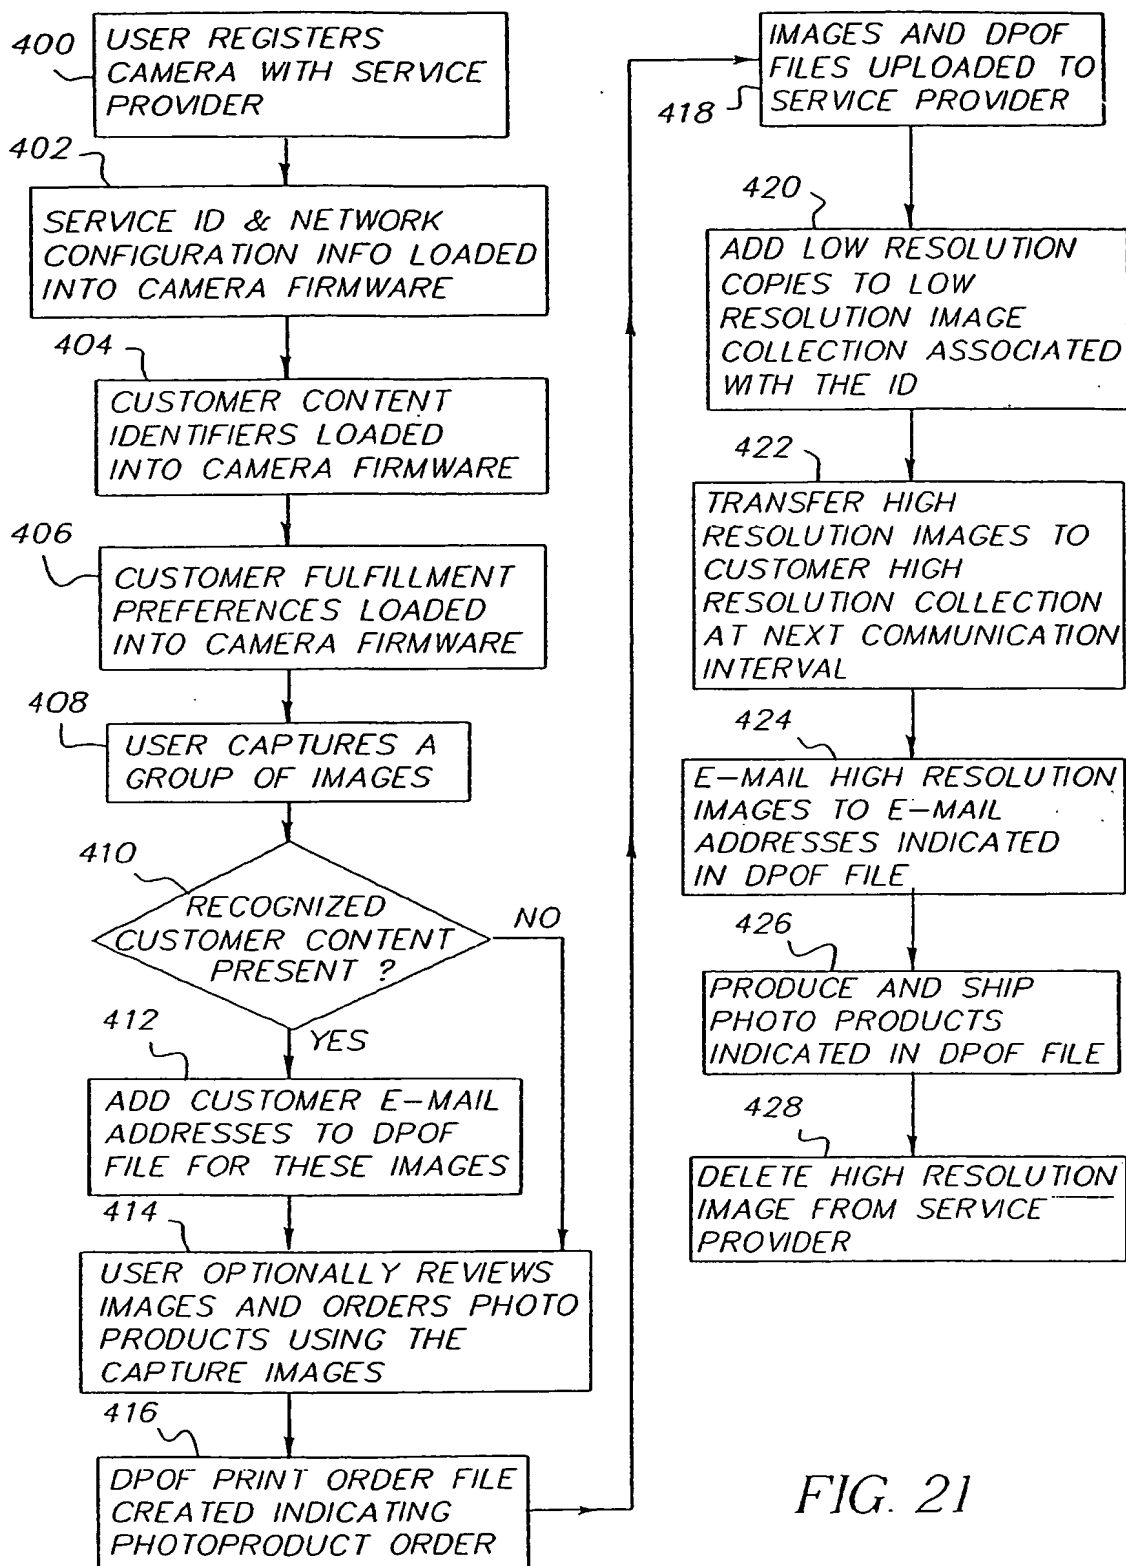 400
USER REGISTERS
CAMERA WITH SERVICE
PROVIDER
402
SERVICE ID & NETWORK
CONFIGURATION INFO LOADED
INTO CAMERA FIRMWARE
404
CUSTOMER CONTENT
IDENTIFIERS LOADED
INTO CAMERA FIRMWARE
406
CUSTOMER FULFILLMENT
PREFERENCES LOADED
INTO CAMERA FIRMWARE
408
USER CAPTURES A
GROUP OF IMAGES
410
RECOGNIZED
CUSTOMER CONTENT
PRESENT ?
NO
YES
412
ADD CUSTOMER E-MAIL
ADDRESSES TO DPOF
FILE FOR THESE IMAGES
414
USER OPTIONALLY REVIEWS
IMAGES AND ORDERS PHOTO
PRODUCTS USING THE
CAPTURE IMAGES
416
DPOF PRINT ORDER FILE
CREATED INDICATING
PHOTOPRODUCT ORDER
IMAGES AND DPOF
FILES UPLOADED TO
SERVICE PROVIDER
418
420
ADD LOW RESOLUTION
COPIES TO LOW
RESOLUTION IMAGE
COLLECTION ASSOCIATED
WITH THE ID
422
TRANSFER HIGH
RESOLUTION IMAGES TO
CUSTOMER HIGH
RESOLUTION COLLECTION
AT NEXT COMMUNICATION
INTERVAL
424
E-MAIL HIGH RESOLUTION
IMAGES TO E-MAIL
ADDRESSES INDICATED
IN DPOF FILE
426
PRODUCE AND SHIP
PHOTO PRODUCTS
INDICATED IN DPOF FILE
428
DELETE HIGH RESOLUTION
IMAGE FROM SERVICE
PROVIDER
FIG. 21